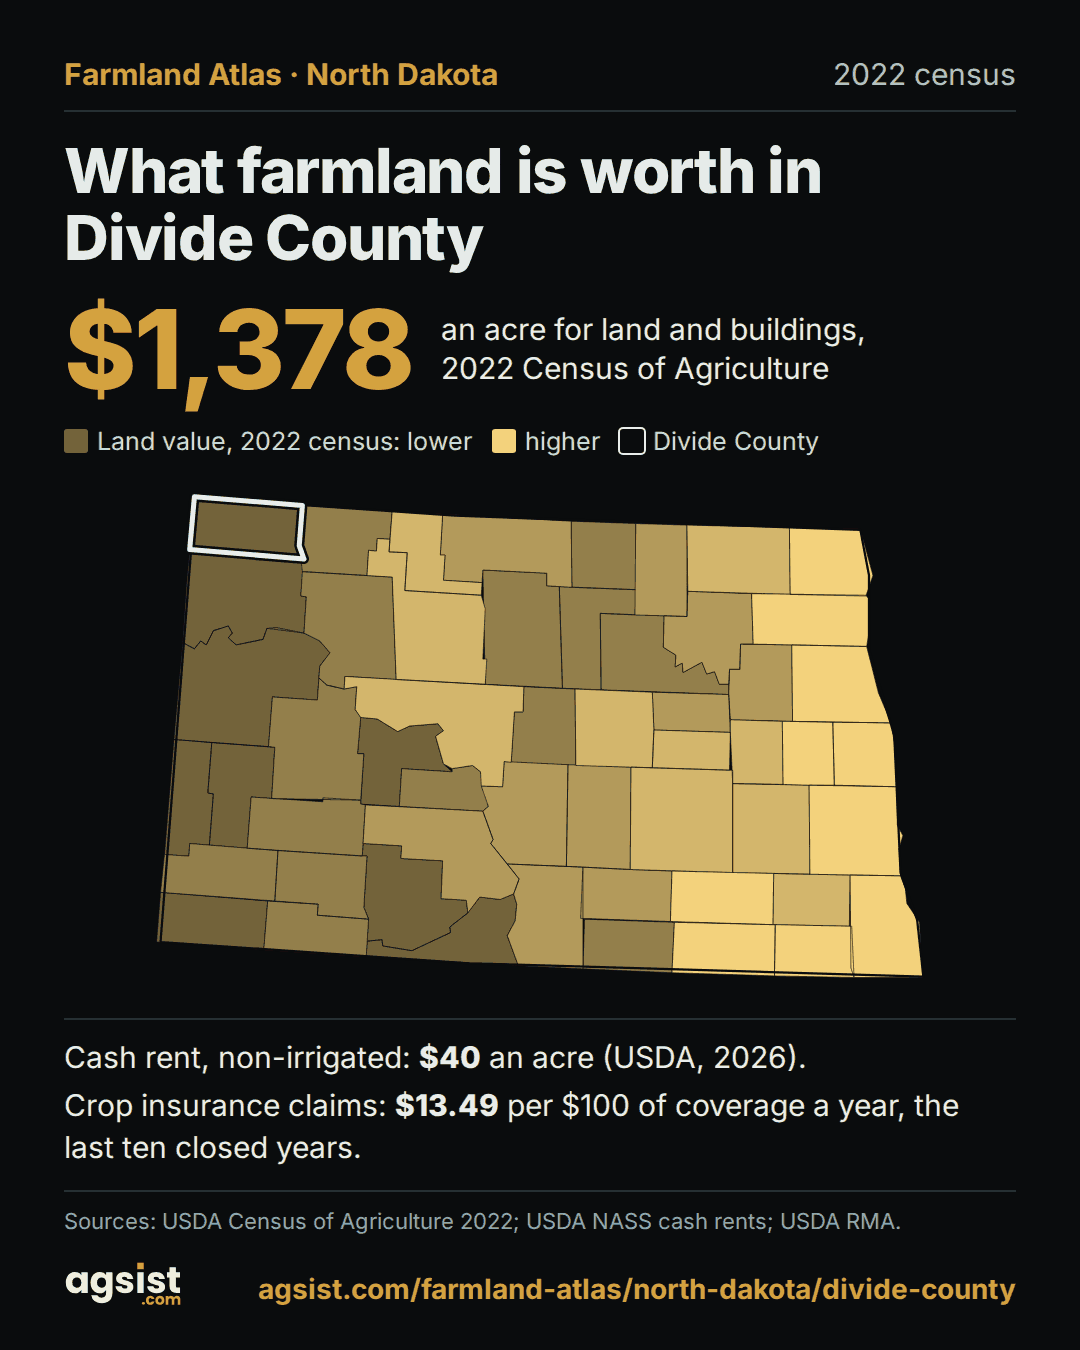 Farmland Atlas · North Dakota
2022 census
What farmland is worth in
Divide County
$1,378
an acre for land and buildings,
2022 Census of Agriculture
Land value, 2022 census: lower
higher
Divide County
Cash rent, non-irrigated: $40 an acre (USDA, 2026).
Crop insurance claims: $13.49 per $100 of coverage a year, the
last ten closed years.
Sources: USDA Census of Agriculture 2022; USDA NASS cash rents; USDA RMA.
agsist
.com
agsist.com/farmland-atlas/north-dakota/divide-county